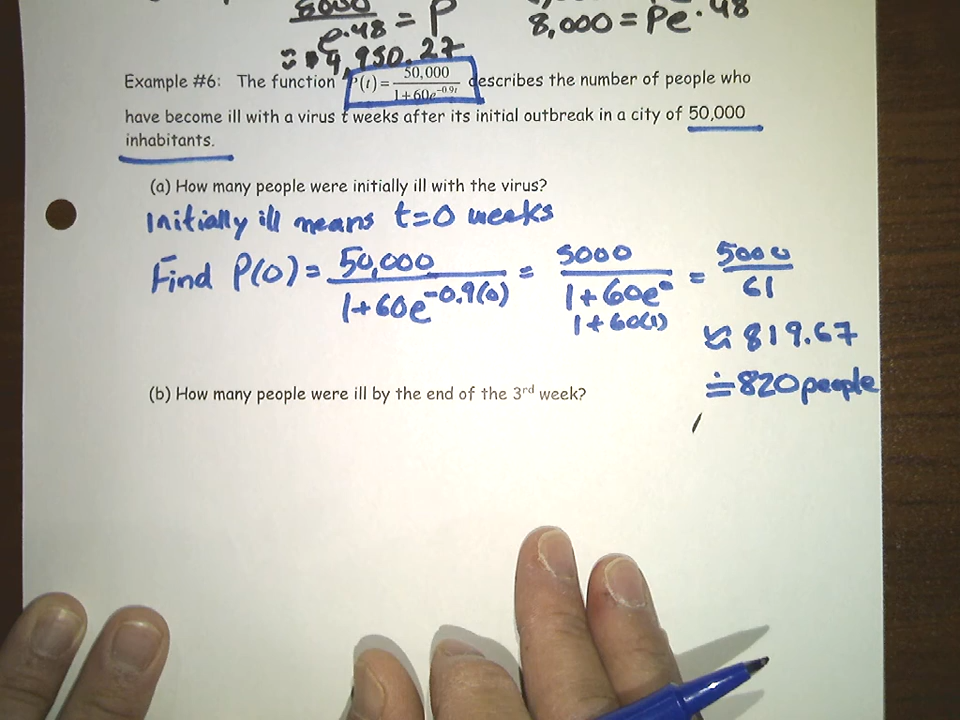 8000 / e^.48 = P
8,000 = Pe^.48
≈ 4,950.27
Example #6: The function P(t) = 50,000 / 1+60e^-0.9t describes the number of people who
have become ill with a virus t weeks after its initial outbreak in a city of 50,000
inhabitants.
(a) How many people were initially ill with the virus?
Initially ill means t=0 weeks
Find P(0) = 50,000 / 1+60e^-0.9(0) = 5000 / 1+60e^0 = 5000 / 61
1+60(1)
≈ 819.67
≐ 820 people
(b) How many people were ill by the end of the 3rd week?